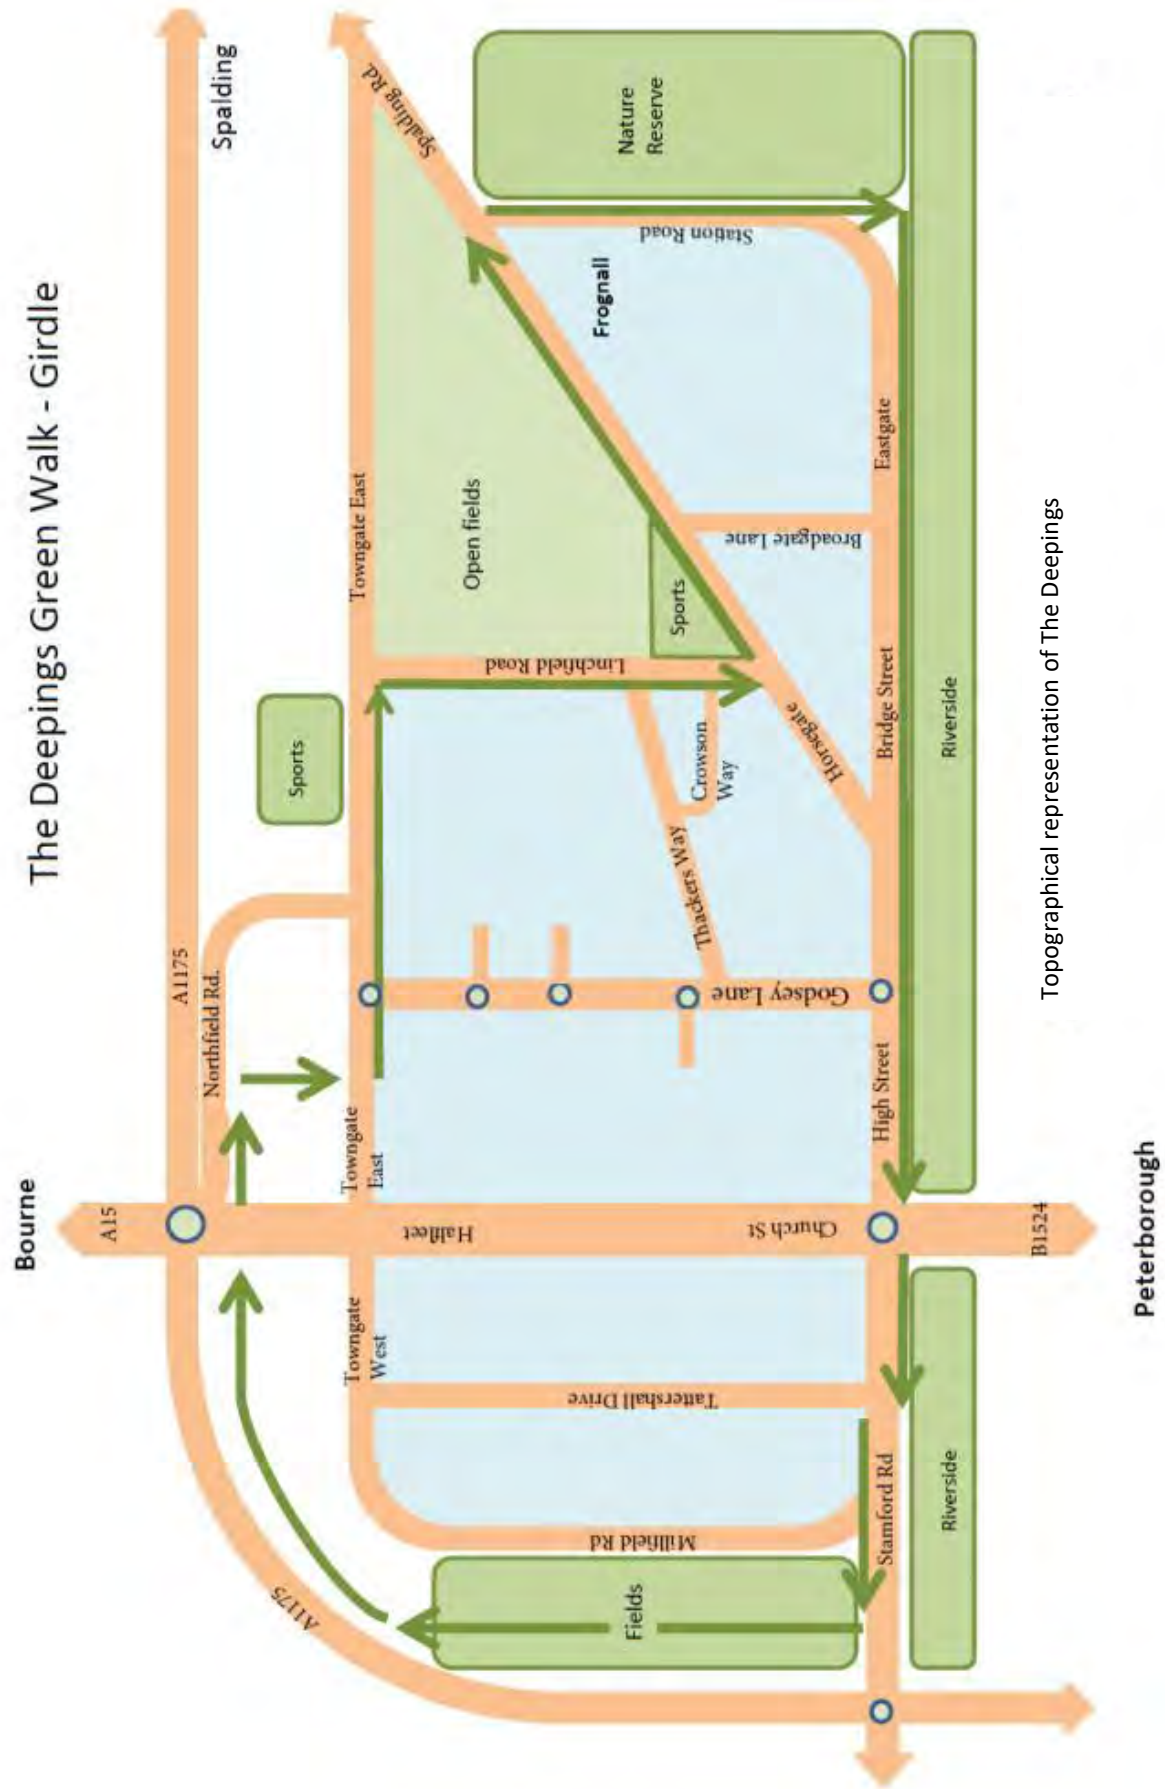 The Deepings Green Walk - Girdle
Bourne
Spalding
A15
A1175
Northfield Rd.
A1175
Sports
Towngate
West
Towngate
East
Towngate East
Spalding Rd.
Halfleet
Open fields
Linchfield Road
Nature
Reserve
Tattershall Drive
Millfield Rd
Fields
Thackers Way
Crowson
Way
Sports
Frognall
Station Road
Godsey Lane
Church St
Horsegate
Broadgate Lane
Stamford Rd
High Street
Bridge Street
Eastgate
Riverside
Riverside
B1524
Topographical representation of The Deepings
Peterborough